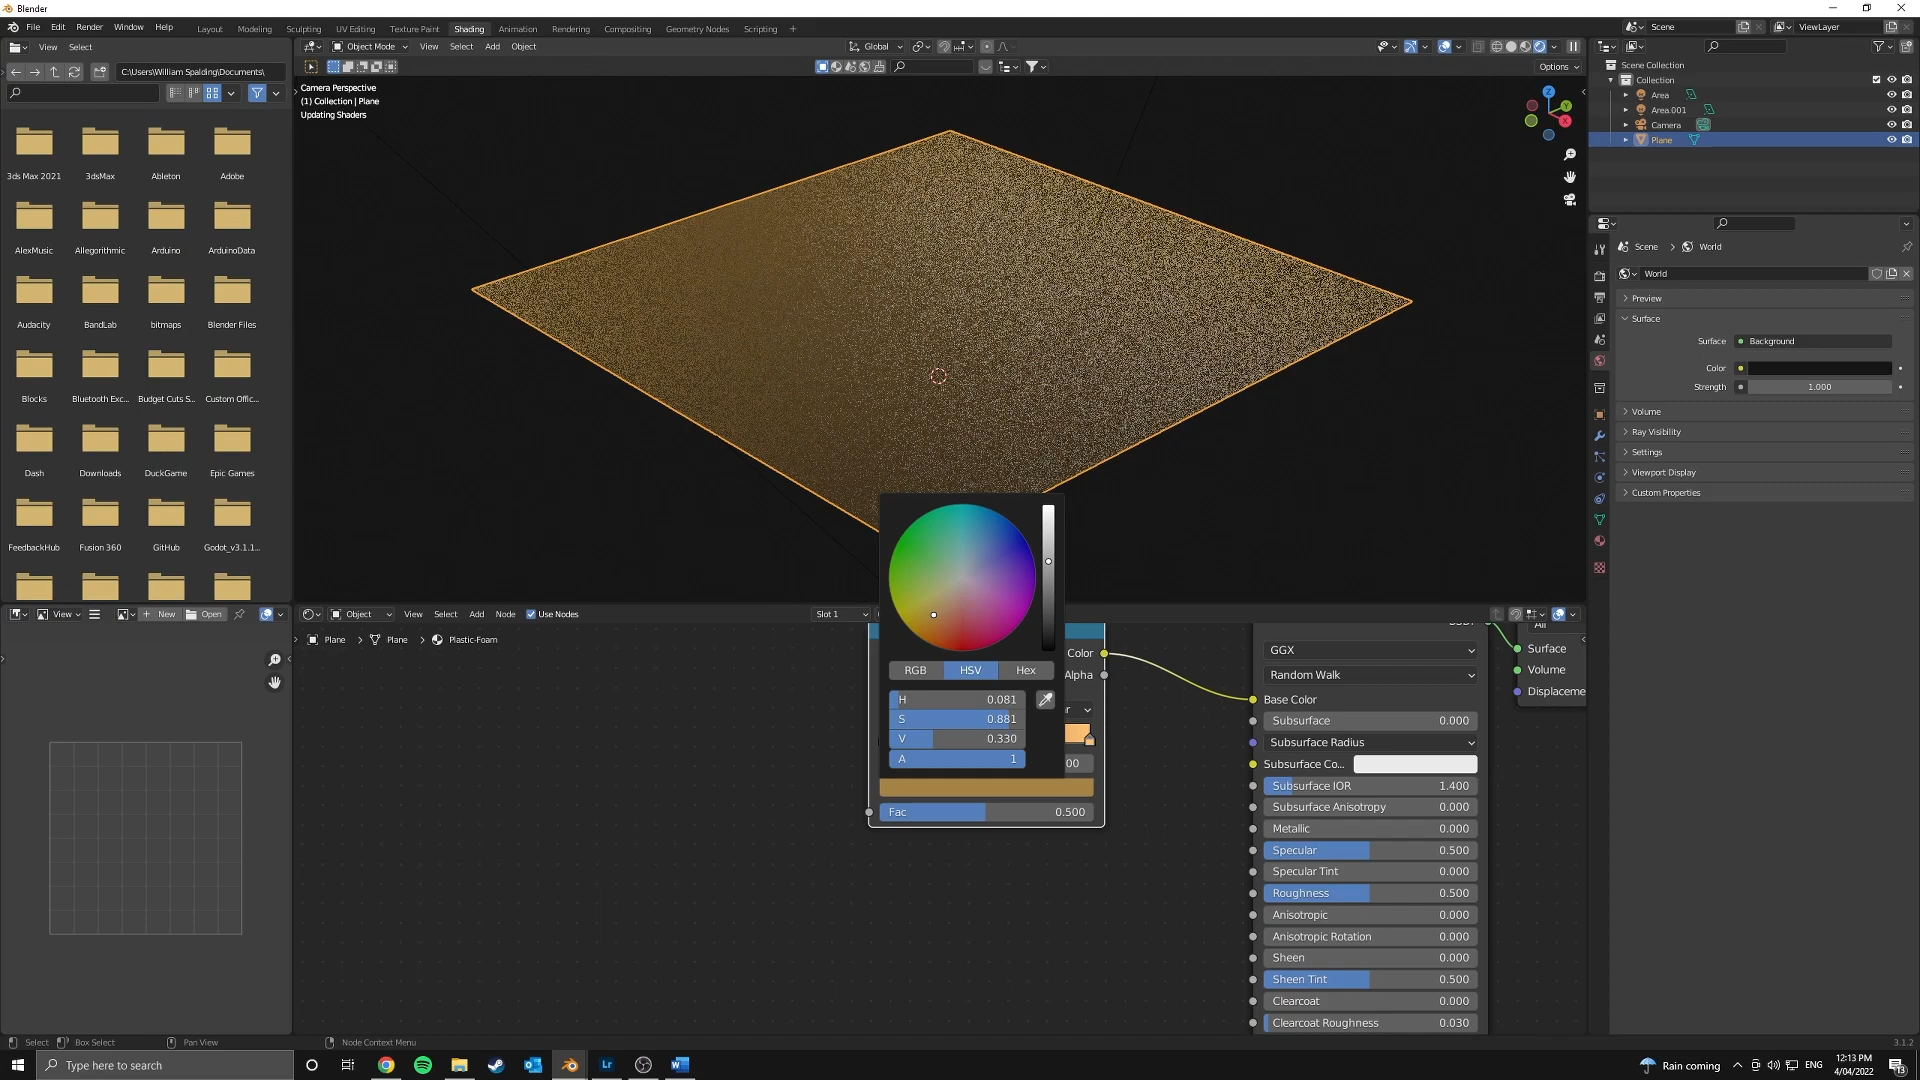 Blender
File Edit Render Window Help
Layout Modeling Sculpting UV Editing Texture Paint Shading Animation Rendering Compositing Geometry Nodes Scripting +
Scene
ViewLayer
View Select
Object Mode View Select Add Object
Global
C:\Users\William Spalding\Documents\
Options
Camera Perspective
(1) Collection | Plane
Updating Shaders
3ds Max 2021 3dsMax Ableton Adobe
AlexMusic Allegorithmic Arduino ArduinoData
Audacity BandLab bitmaps Blender Files
Blocks Bluetooth Exc... Budget Cuts S... Custom Offic...
Dash Downloads DuckGame Epic Games
FeedbackHub Fusion 360 GitHub Godot_v3.1.1...
Z
Y
X
Scene Collection
Collection
Area
Area.001
Camera
Plane
Scene > World
World
Preview
Surface
Surface Background
Color
Strength 1.000
Volume
Ray Visibility
Settings
Viewport Display
Custom Properties
View
New
Open
Object View Select Add Node Use Nodes
Slot 1
Plane > Plane > Plastic-Foam
RGB HSV Hex
H 0.081
S 0.881
V 0.330
A 1
Color
Alpha
Fac 0.500
GGX
Random Walk
Base Color
Subsurface 0.000
Subsurface Radius
Subsurface Co...
Subsurface IOR 1.400
Subsurface Anisotropy 0.000
Metallic 0.000
Specular 0.500
Specular Tint 0.000
Roughness 0.500
Anisotropic 0.000
Anisotropic Rotation 0.000
Sheen 0.000
Sheen Tint 0.500
Clearcoat 0.000
Clearcoat Roughness 0.030
All
Surface
Volume
Displaceme
Select Box Select Pan View Node Context Menu
3.1.2
Type here to search
Lr
Rain coming
ENG
12:13 PM
4/04/2022